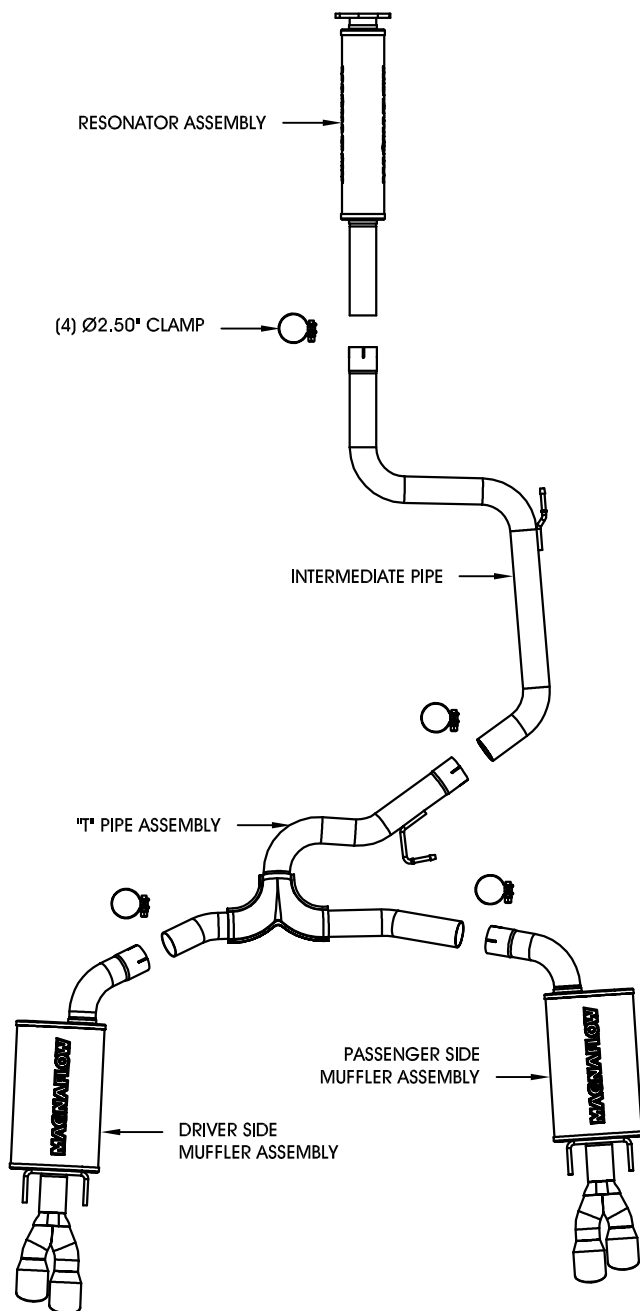 RESONATOR ASSEMBLY
(4) Ø2.50" CLAMP
INTERMEDIATE PIPE
"T" PIPE ASSEMBLY
PASSENGER SIDE
MUFFLER ASSEMBLY
MAGNAFLOW
DRIVER SIDE
MUFFLER ASSEMBLY
MAGNAFLOW